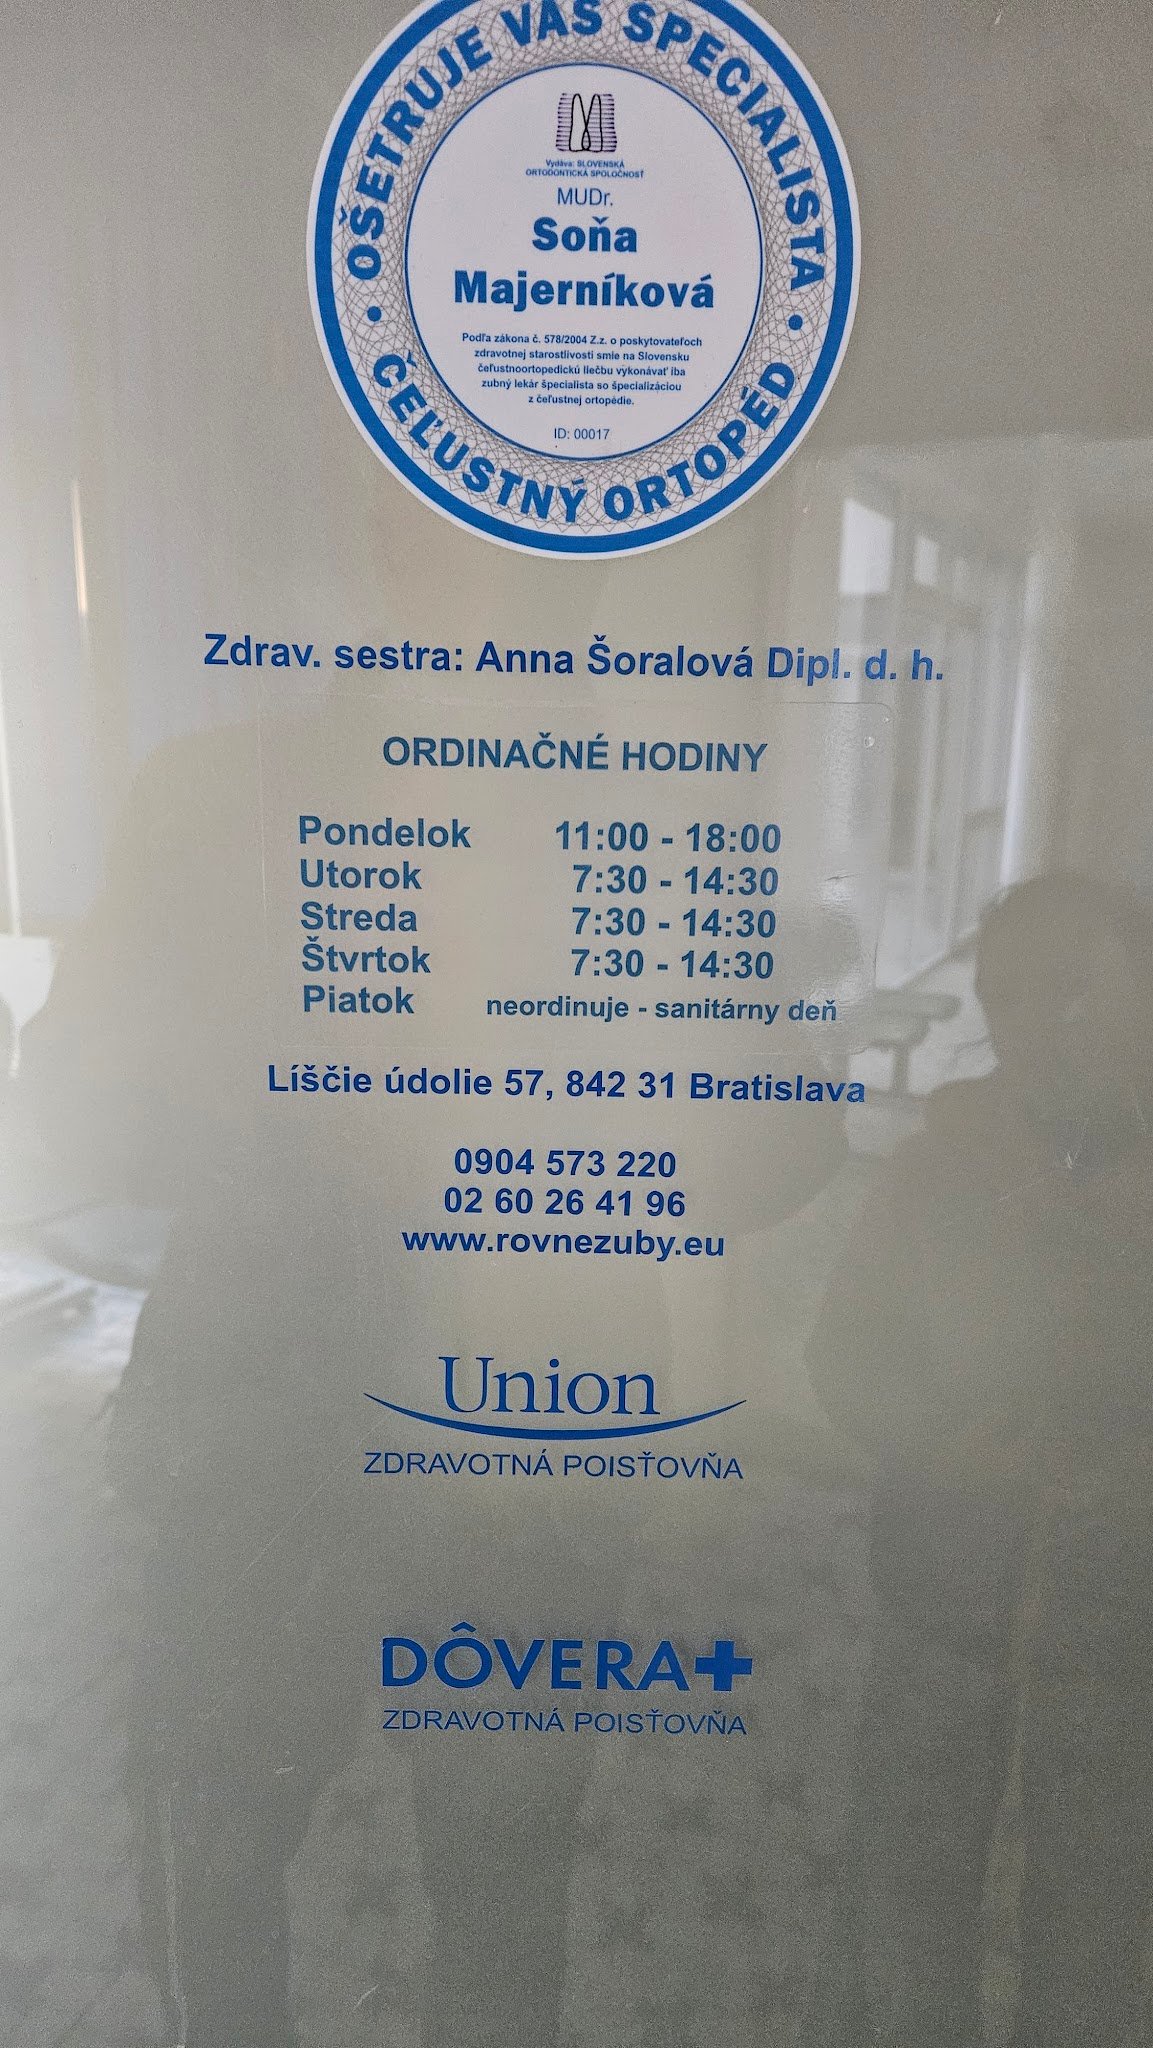 OŠETRUJE VÁS ŠPECIALISTA
Vydáva: SLOVENSKÁ
ORTODONTICKÁ SPOLOČNOSŤ
MUDr.
Soňa
Majerníková
Podľa zákona č. 578/2004 Z.z. o poskytovateľoch
zdravotnej starostlivosti smie na Slovensku
čeľustnoortopedickú liečbu vykonávať iba
zubný lekár špecialista so špecializáciou
z čeľustnej ortopédie.
ID: 00017
• ČEĽUSTNÝ ORTOPÉD •
Zdrav. sestra: Anna Šoralová Dipl. d. h.
ORDINAČNÉ HODINY
Pondelok 11:00 - 18:00
Utorok 7:30 - 14:30
Streda 7:30 - 14:30
Štvrtok 7:30 - 14:30
Piatok neordinuje - sanitárny deň
Líščie údolie 57, 842 31 Bratislava
0904 573 220
02 60 26 41 96
www.rovnezuby.eu
Union
ZDRAVOTNÁ POISŤOVŇA
DÔVERA+
ZDRAVOTNÁ POISŤOVŇA